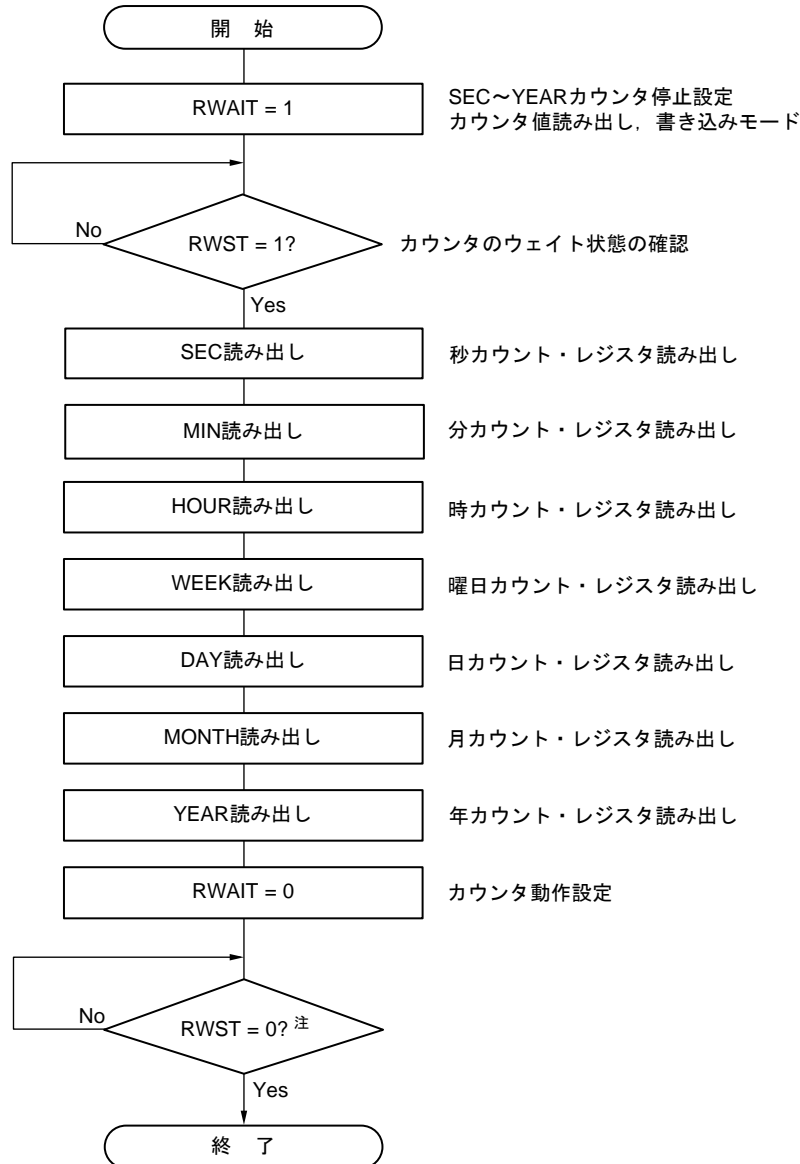 開 始
RWAIT = 1
SEC～YEARカウンタ停止設定
カウンタ値読み出し，書き込みモード
No
RWST = 1?
カウンタのウェイト状態の確認
Yes
SEC読み出し
秒カウント・レジスタ読み出し
MIN読み出し
分カウント・レジスタ読み出し
HOUR読み出し
時カウント・レジスタ読み出し
WEEK読み出し
曜日カウント・レジスタ読み出し
DAY読み出し
日カウント・レジスタ読み出し
MONTH読み出し
月カウント・レジスタ読み出し
YEAR読み出し
年カウント・レジスタ読み出し
RWAIT = 0
カウンタ動作設定
No
RWST = 0? 注
Yes
終 了